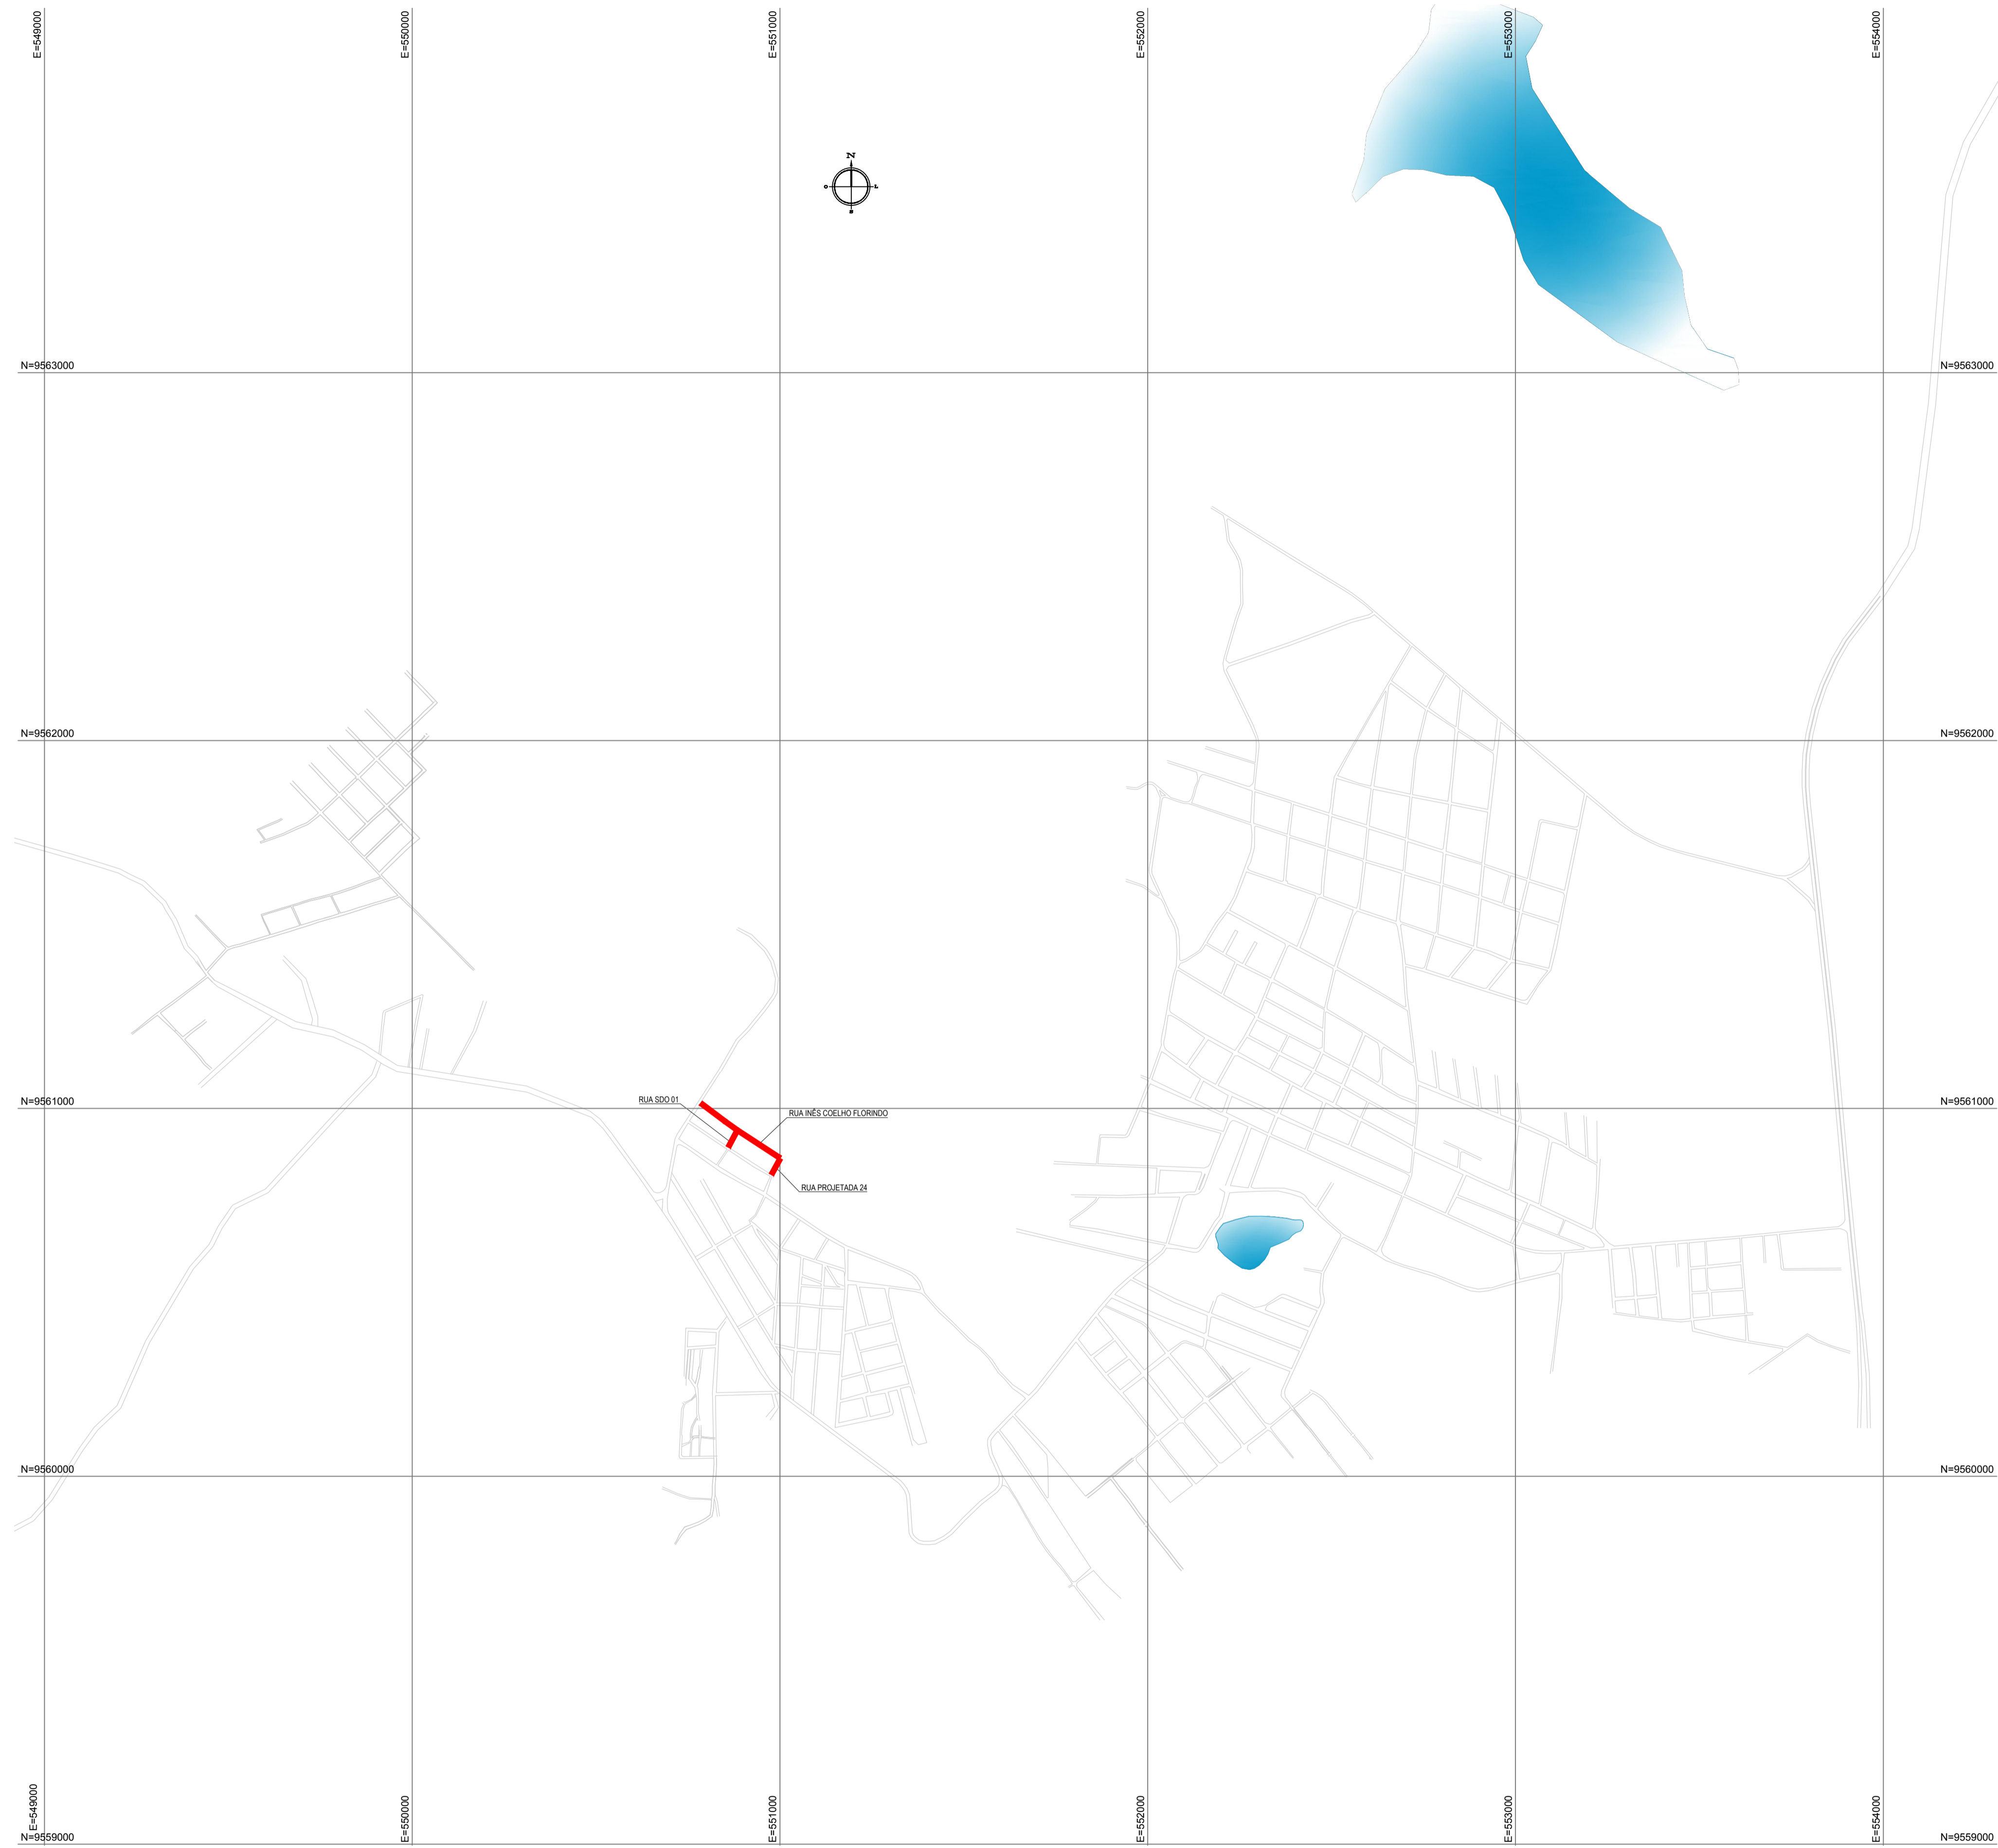 E=549000
E=550000
E=551000
E=552000
E=553000
E=554000
N
O
L
S
N=9563000
N=9563000
N=9562000
N=9562000
RUA SDO 01
N=9561000
N=9561000
RUA INÊS COELHO FLORINDO
RUA PROJETADA 24
N=9560000
N=9560000
E=549000
E=550000
E=551000
E=552000
E=553000
E=554000
N=9559000
N=9559000